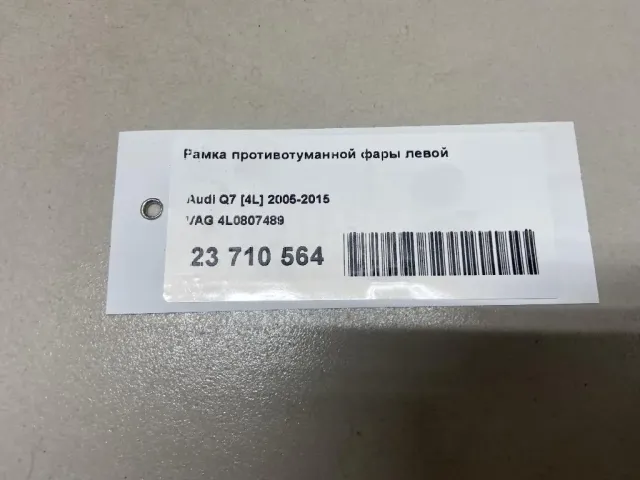 Рамка противотуманной фары левой
Audi Q7 [4L] 2005-2015
VAG 4L0807489
23 710 564